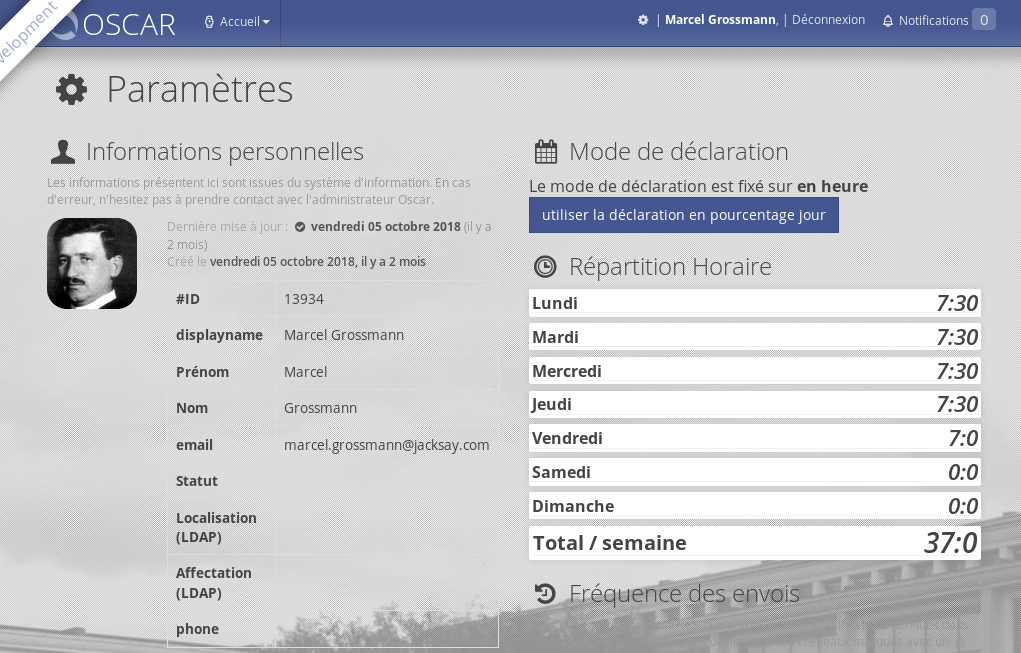 velopment
OSCAR
Accueil
| Marcel Grossmann, | Déconnexion
Notifications 0
Paramètres
Informations personnelles
Les informations présentent ici sont issues du système d'information. En cas
d'erreur, n'hesitez pas à prendre contact avec l'administrateur Oscar.
Dernière mise à jour : vendredi 05 octobre 2018 (il y a
2 mois)
Créé le vendredi 05 octobre 2018, il y a 2 mois
#ID 13934
displayname Marcel Grossmann
Prénom Marcel
Nom Grossmann
email marcel.grossmann@jacksay.com
Statut
Localisation
(LDAP)
Affectation
(LDAP)
phone
Mode de déclaration
Le mode de déclaration est fixé sur en heure
utiliser la déclaration en pourcentage jour
Répartition Horaire
Lundi 7:30
Mardi 7:30
Mercredi 7:30
Jeudi 7:30
Vendredi 7:0
Samedi 0:0
Dimanche 0:0
Total / semaine 37:0
Fréquence des envois